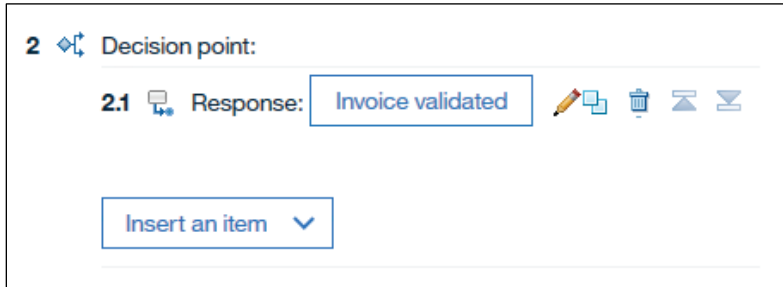 2 Decision point:
2.1 Response: Invoice validated
Insert an item